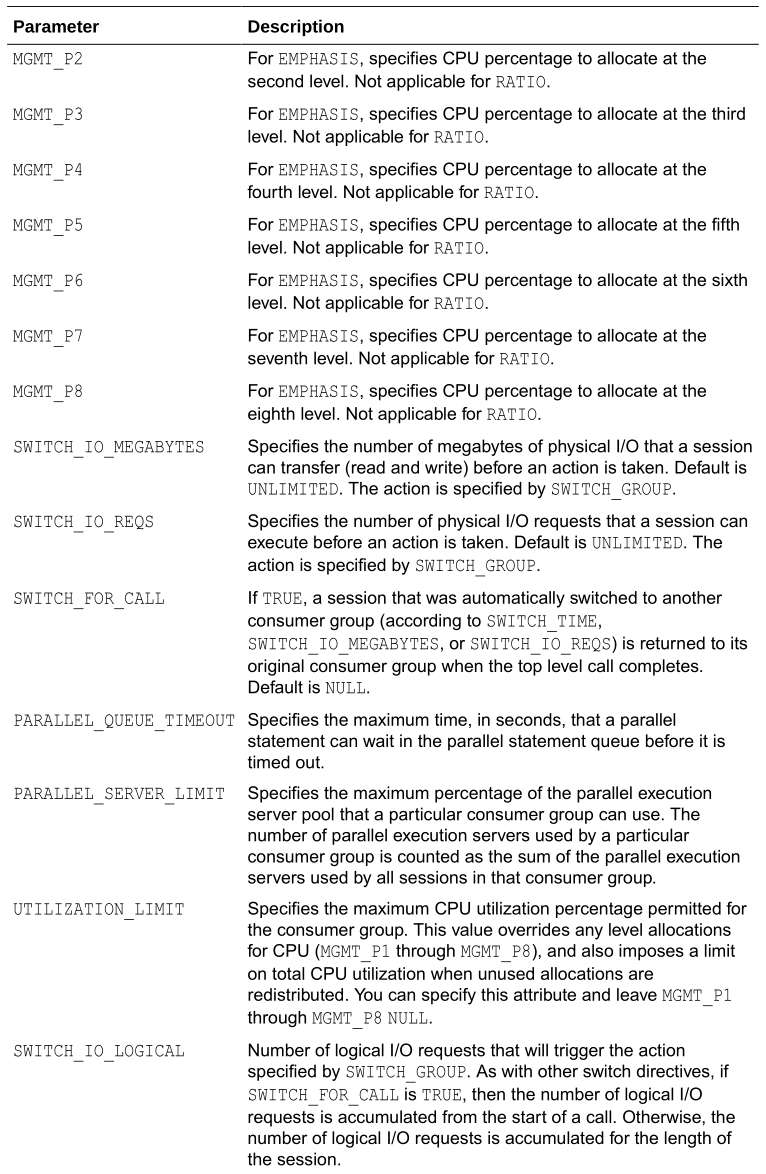 Parameter Description
MGMT_P2 For EMPHASIS, specifies CPU percentage to allocate at the
second level. Not applicable for RATIO.
MGMT_P3 For EMPHASIS, specifies CPU percentage to allocate at the third
level. Not applicable for RATIO.
MGMT_P4 For EMPHASIS, specifies CPU percentage to allocate at the
fourth level. Not applicable for RATIO.
MGMT_P5 For EMPHASIS, specifies CPU percentage to allocate at the fifth
level. Not applicable for RATIO.
MGMT_P6 For EMPHASIS, specifies CPU percentage to allocate at the sixth
level. Not applicable for RATIO.
MGMT_P7 For EMPHASIS, specifies CPU percentage to allocate at the
seventh level. Not applicable for RATIO.
MGMT_P8 For EMPHASIS, specifies CPU percentage to allocate at the
eighth level. Not applicable for RATIO.
SWITCH_IO_MEGABYTES Specifies the number of megabytes of physical I/O that a session
can transfer (read and write) before an action is taken. Default is
UNLIMITED. The action is specified by SWITCH_GROUP.
SWITCH_IO_REQS Specifies the number of physical I/O requests that a session can
execute before an action is taken. Default is UNLIMITED. The
action is specified by SWITCH_GROUP.
SWITCH_FOR_CALL If TRUE, a session that was automatically switched to another
consumer group (according to SWITCH_TIME,
SWITCH_IO_MEGABYTES, or SWITCH_IO_REQS) is returned to its
original consumer group when the top level call completes.
Default is NULL.
PARALLEL_QUEUE_TIMEOUT Specifies the maximum time, in seconds, that a parallel
statement can wait in the parallel statement queue before it is
timed out.
PARALLEL_SERVER_LIMIT Specifies the maximum percentage of the parallel execution
server pool that a particular consumer group can use. The
number of parallel execution servers used by a particular
consumer group is counted as the sum of the parallel execution
servers used by all sessions in that consumer group.
UTILIZATION_LIMIT Specifies the maximum CPU utilization percentage permitted for
the consumer group. This value overrides any level allocations
for CPU (MGMT_P1 through MGMT_P8), and also imposes a limit
on total CPU utilization when unused allocations are
redistributed. You can specify this attribute and leave MGMT_P1
through MGMT_P8 NULL.
SWITCH_IO_LOGICAL Number of logical I/O requests that will trigger the action
specified by SWITCH_GROUP. As with other switch directives, if
SWITCH_FOR_CALL is TRUE, then the number of logical I/O
requests is accumulated from the start of a call. Otherwise, the
number of logical I/O requests is accumulated for the length of
the session.